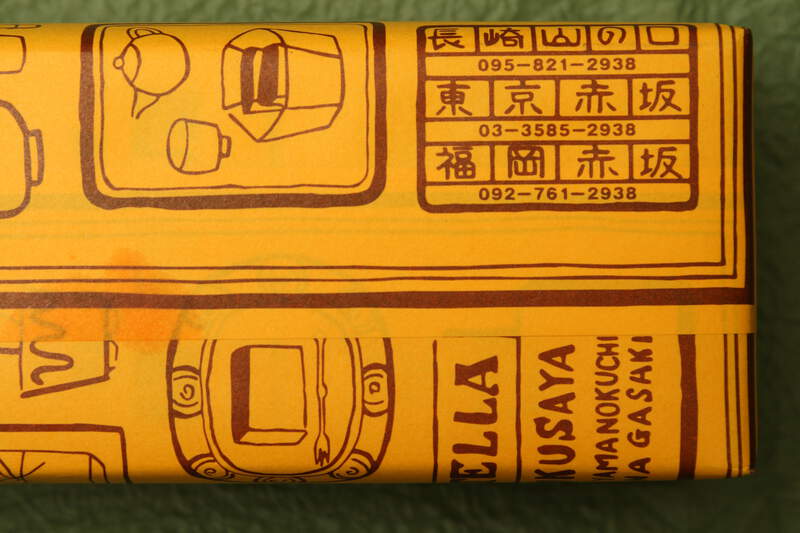 長崎山の口
095-821-2938
東京赤坂
03-3585-2938
福岡赤坂
092-761-2938
ELLA
KUSAYA
YAMANOKUCHI
NAGASAKI